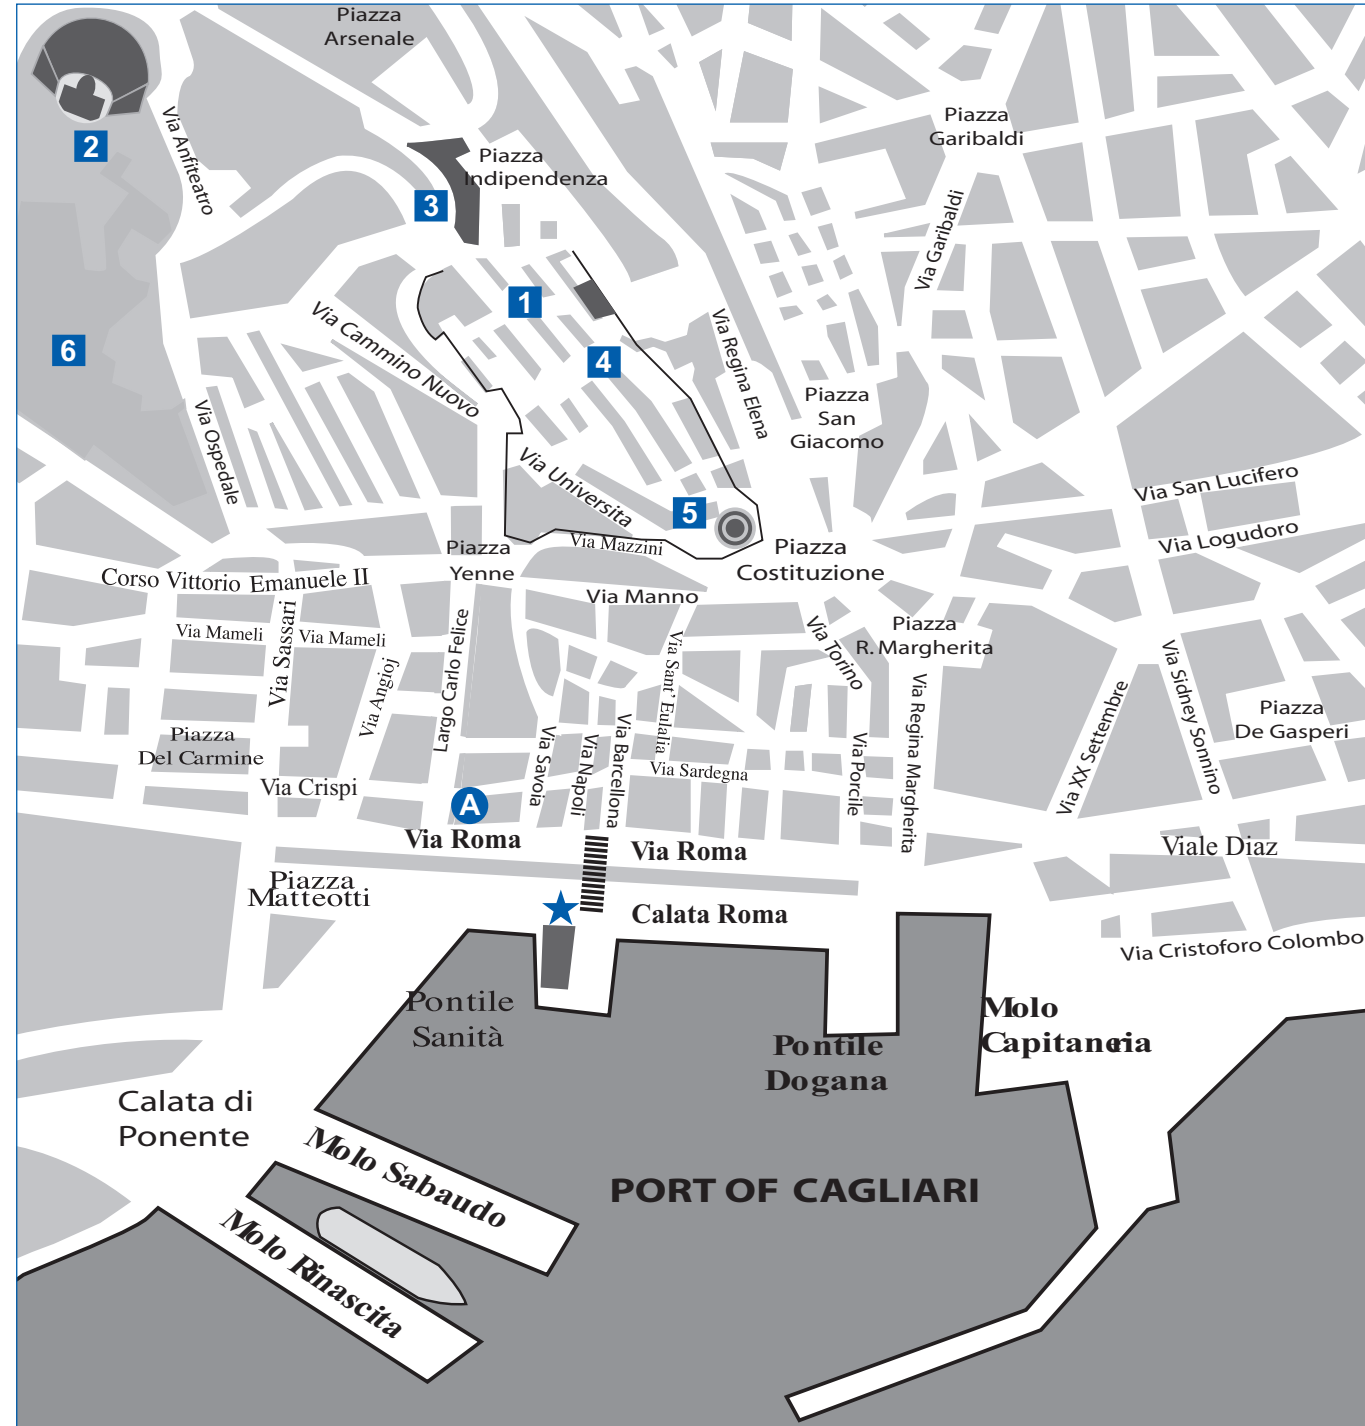 Piazza
Arsenale
2
Via Anfiteatro
Piazza
Indipendenza
3
Piazza
Garibaldi
Via Garibaldi
1
Via Cammino Nuovo
6
4
Via Regina Elena
Piazza
San
Giacomo
Via Ospedale
Via Universita
5
Via San Lucifero
Via Logudoro
Via Mazzini
Piazza
Yenne
Piazza
Costituzione
Corso Vittorio Emanuele II
Via Manno
Via Mameli
Via Mameli
Via Sassari
Via Angioj
Largo Carlo Felice
Via Sant' Eulalia
Via Torino
Piazza
R. Margherita
Via Regina Margherita
Via XX Settembre
Via Sidney Sonnino
Piazza
De Gasperi
Piazza
Del Carmine
Via Crispi
Via Savoia
Via Napoli
Via Barcellona
Via Sardegna
Via Porcile
A
Via Roma
Via Roma
Viale Diaz
Piazza
Matteotti
Calata Roma
Via Cristoforo Colombo
Pontile
Sanità
Pontile
Dogana
Molo
Capitaneria
Calata di
Ponente
Molo Sabaudo
PORT OF CAGLIARI
Molo Rinascita